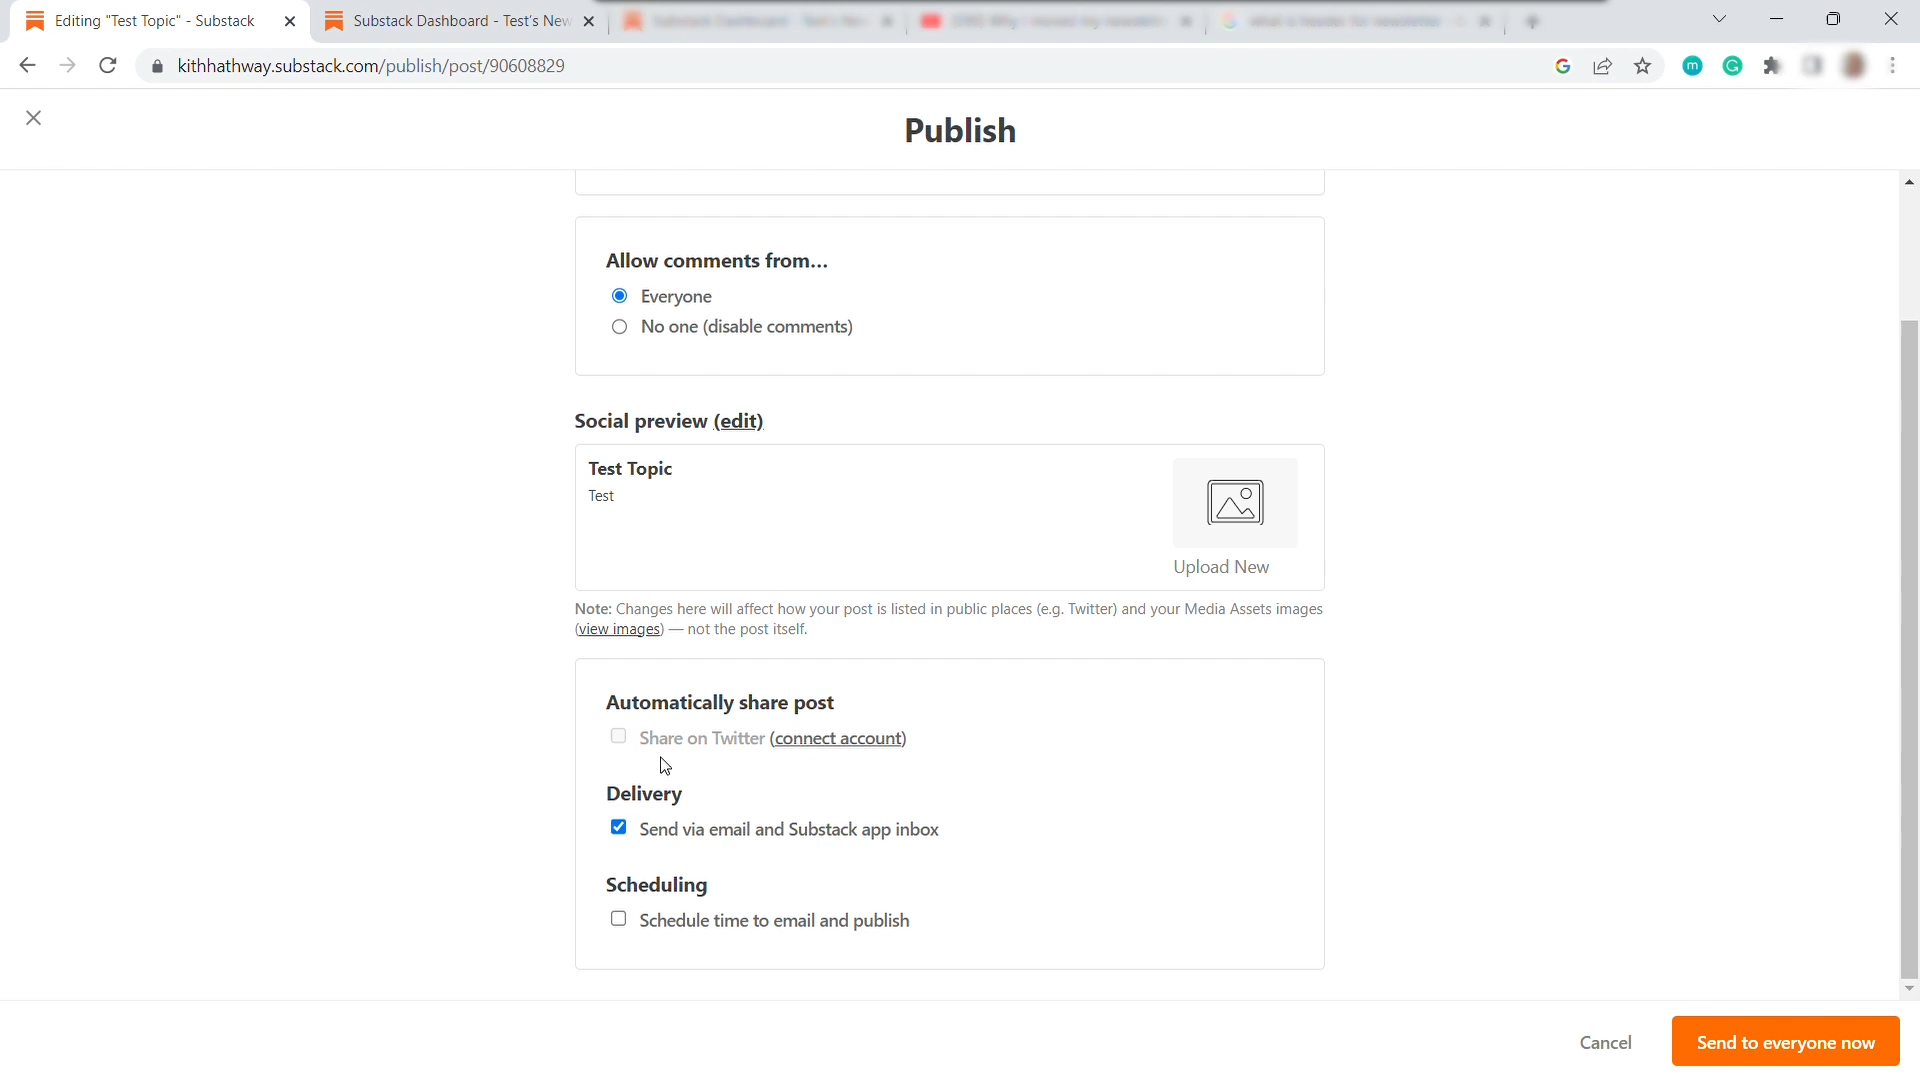 Editing "Test Topic" - Substack
Substack Dashboard - Test's New
kithhathway.substack.com/publish/post/90608829
Publish
Allow comments from...
Everyone
No one (disable comments)
Social preview (edit)
Test Topic
Test
Upload New
Note: Changes here will affect how your post is listed in public places (e.g. Twitter) and your Media Assets images
(view images) — not the post itself.
Automatically share post
Share on Twitter (connect account)
Delivery
Send via email and Substack app inbox
Scheduling
Schedule time to email and publish
Cancel
Send to everyone now